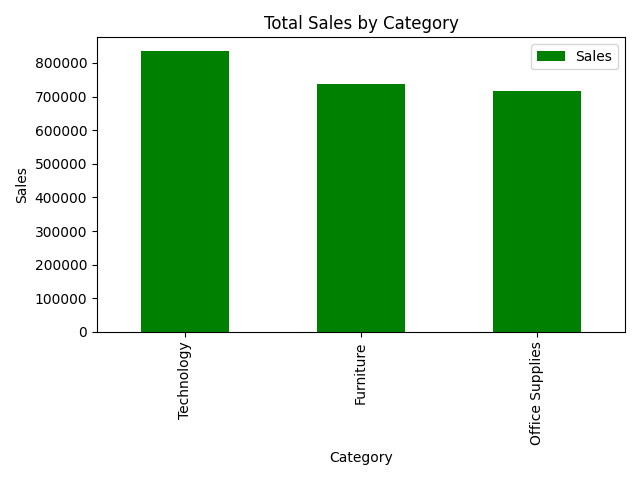 Total Sales by Category
Sales
800000
700000
600000
500000
400000
300000
200000
100000
0
Sales
Technology
Furniture
Office Supplies
Category